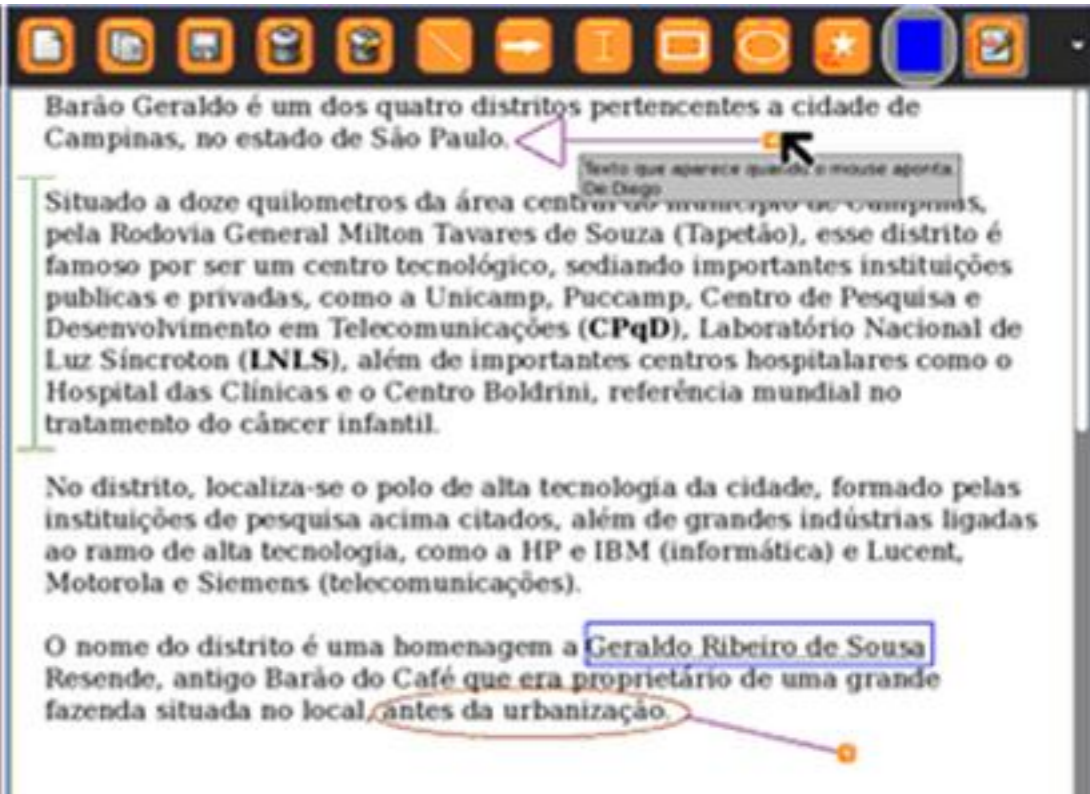 Barão Geraldo é um dos quatro distritos pertencentes a cidade de
Campinas, no estado de São Paulo.
Texto que aparece quando o mouse aponta.
De:Diego
Situado a doze quilometros da área central do município de Campinas,
pela Rodovia General Milton Tavares de Souza (Tapetão), esse distrito é
famoso por ser um centro tecnológico, sediando importantes instituições
publicas e privadas, como a Unicamp, Puccamp, Centro de Pesquisa e
Desenvolvimento em Telecomunicações (CPqD), Laboratório Nacional de
Luz Síncroton (LNLS), além de importantes centros hospitalares como o
Hospital das Clínicas e o Centro Boldrini, referência mundial no
tratamento do câncer infantil.
No distrito, localiza-se o polo de alta tecnologia da cidade, formado pelas
instituições de pesquisa acima citados, além de grandes indústrias ligadas
ao ramo de alta tecnologia, como a HP e IBM (informática) e Lucent,
Motorola e Siemens (telecomunicações).
O nome do distrito é uma homenagem a Geraldo Ribeiro de Sousa
Resende, antigo Barão do Café que era proprietário de uma grande
fazenda situada no local, antes da urbanização.